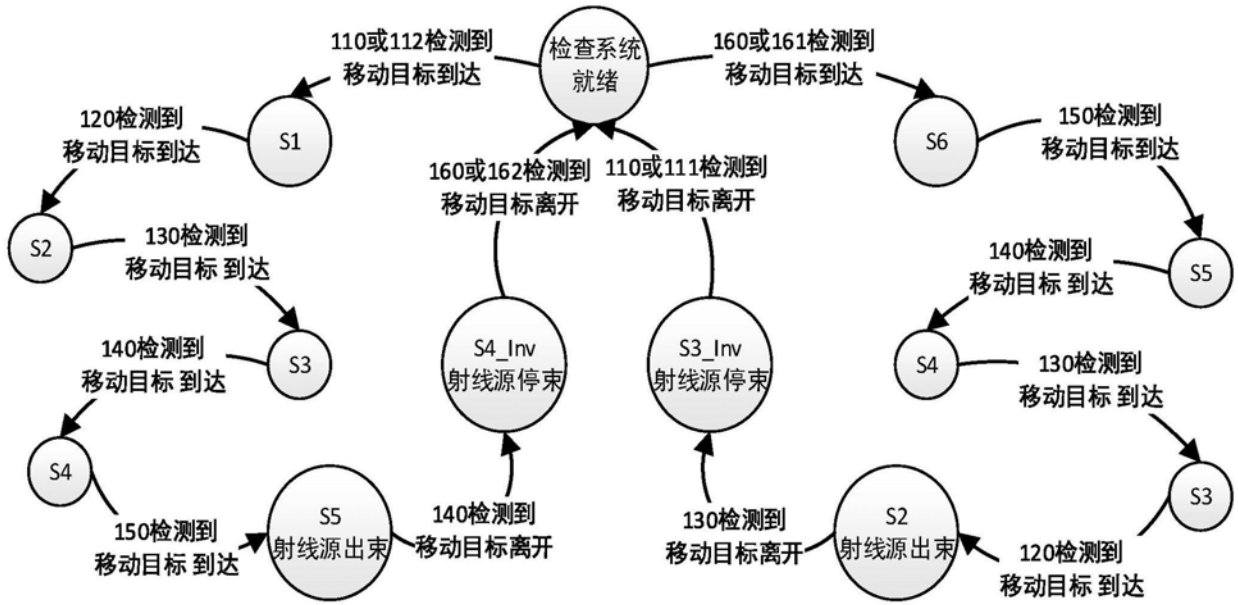 检查系统
就绪
110或112检测到
移动目标到达
160或161检测到
移动目标到达
S1
S6
120检测到
移动目标到达
150检测到
移动目标到达
160或162检测到
移动目标离开
110或111检测到
移动目标离开
S2
S5
130检测到
移动目标 到达
140检测到
移动目标 到达
S3
S4
140检测到
移动目标 到达
130检测到
移动目标 到达
S4_Inv
射线源停束
S3_Inv
射线源停束
S4
S3
150检测到
移动目标 到达
120检测到
移动目标 到达
S5
射线源出束
S2
射线源出束
140检测到
移动目标离开
130检测到
移动目标离开